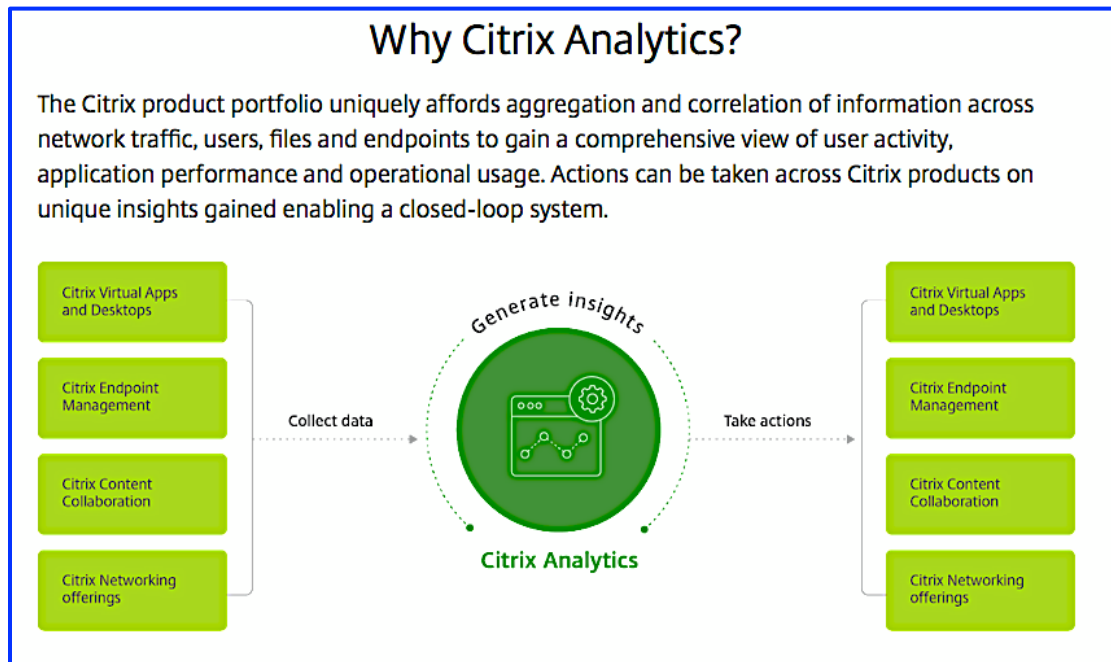 Why Citrix Analytics?
The Citrix product portfolio uniquely affords aggregation and correlation of information across
network traffic, users, files and endpoints to gain a comprehensive view of user activity,
application performance and operational usage. Actions can be taken across Citrix products on
unique insights gained enabling a closed-loop system.
Citrix Virtual Apps
and Desktops
Citrix Endpoint
Management
Citrix Content
Collaboration
Citrix Networking
offerings
Collect data
Generate insights
Citrix Analytics
Take actions
Citrix Virtual Apps
and Desktops
Citrix Endpoint
Management
Citrix Content
Collaboration
Citrix Networking
offerings